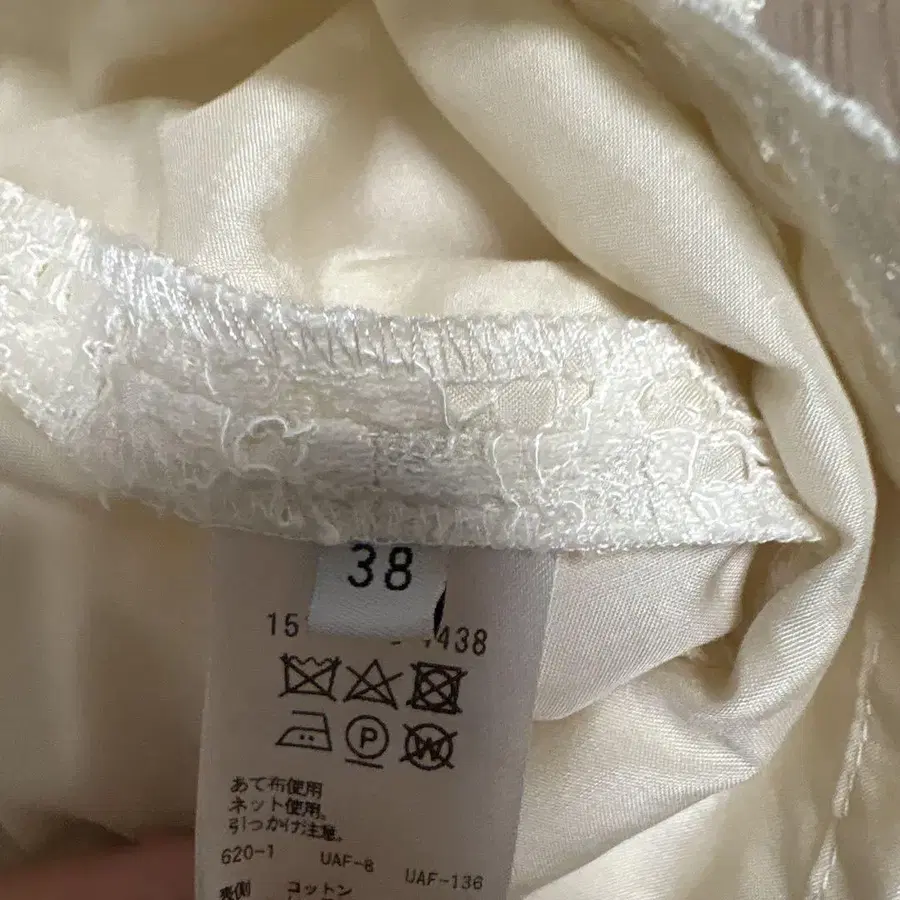 38
15 438
P
W
あて布使用
ネット使用。
引っかけ注意。
620-1 UAF-8 UAF-136
表側 コットン